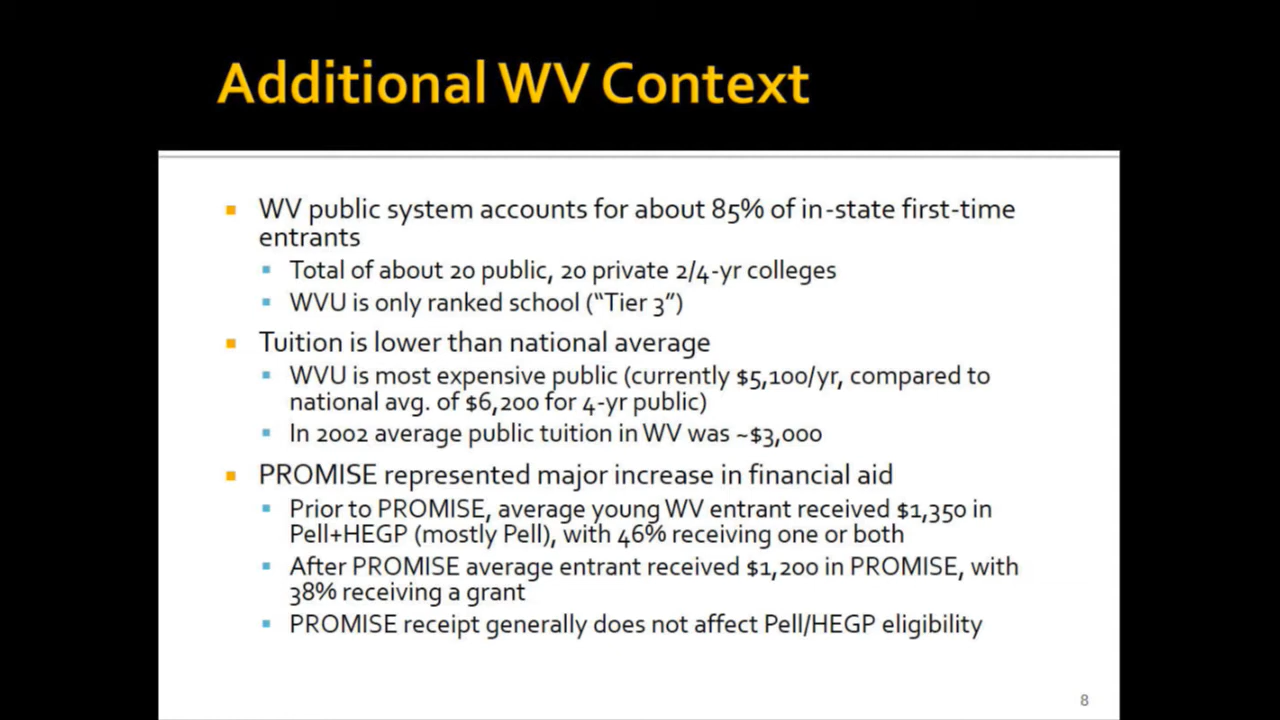 Additional WV Context
WV public system accounts for about 85% of in-state first-time
entrants
Total of about 20 public, 20 private 2/4-yr colleges
WVU is only ranked school (“Tier 3”)
Tuition is lower than national average
WVU is most expensive public (currently $5,100/yr, compared to
national avg. of $6,200 for 4-yr public)
In 2002 average public tuition in WV was ~$3,000
PROMISE represented major increase in financial aid
Prior to PROMISE, average young WV entrant received $1,350 in
Pell+HEGP (mostly Pell), with 46% receiving one or both
After PROMISE average entrant received $1,200 in PROMISE, with
38% receiving a grant
PROMISE receipt generally does not affect Pell/HEGP eligibility
8